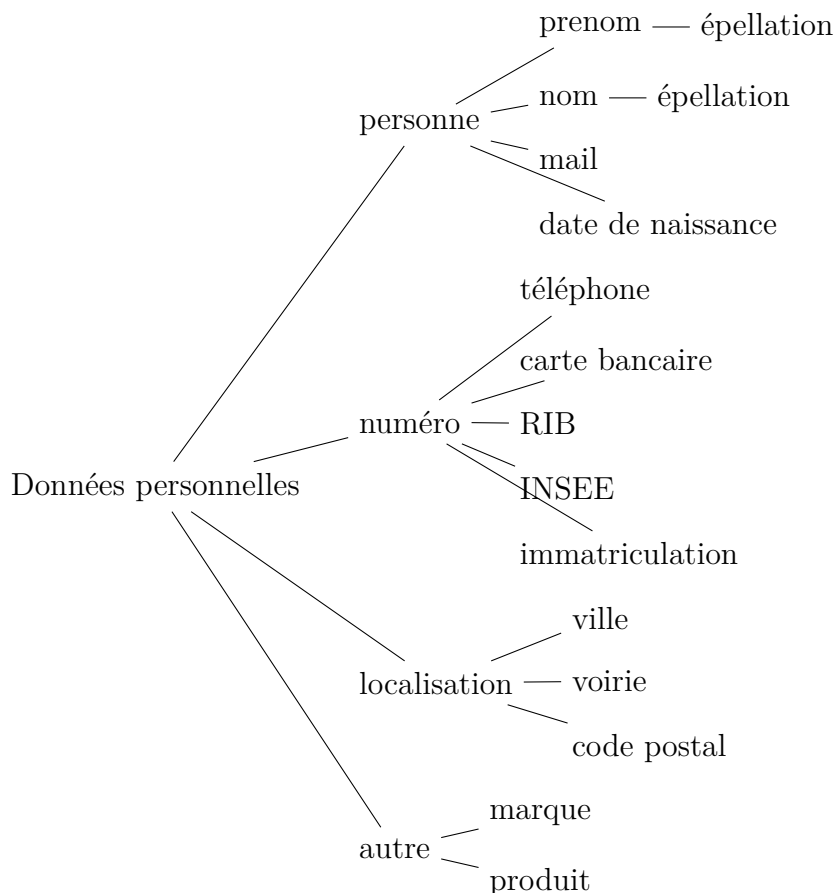 prenom
épellation
nom
épellation
personne
mail
date de naissance
téléphone
carte bancaire
numéro
RIB
Données personnelles
INSEE
immatriculation
ville
localisation
voirie
code postal
marque
autre
produit